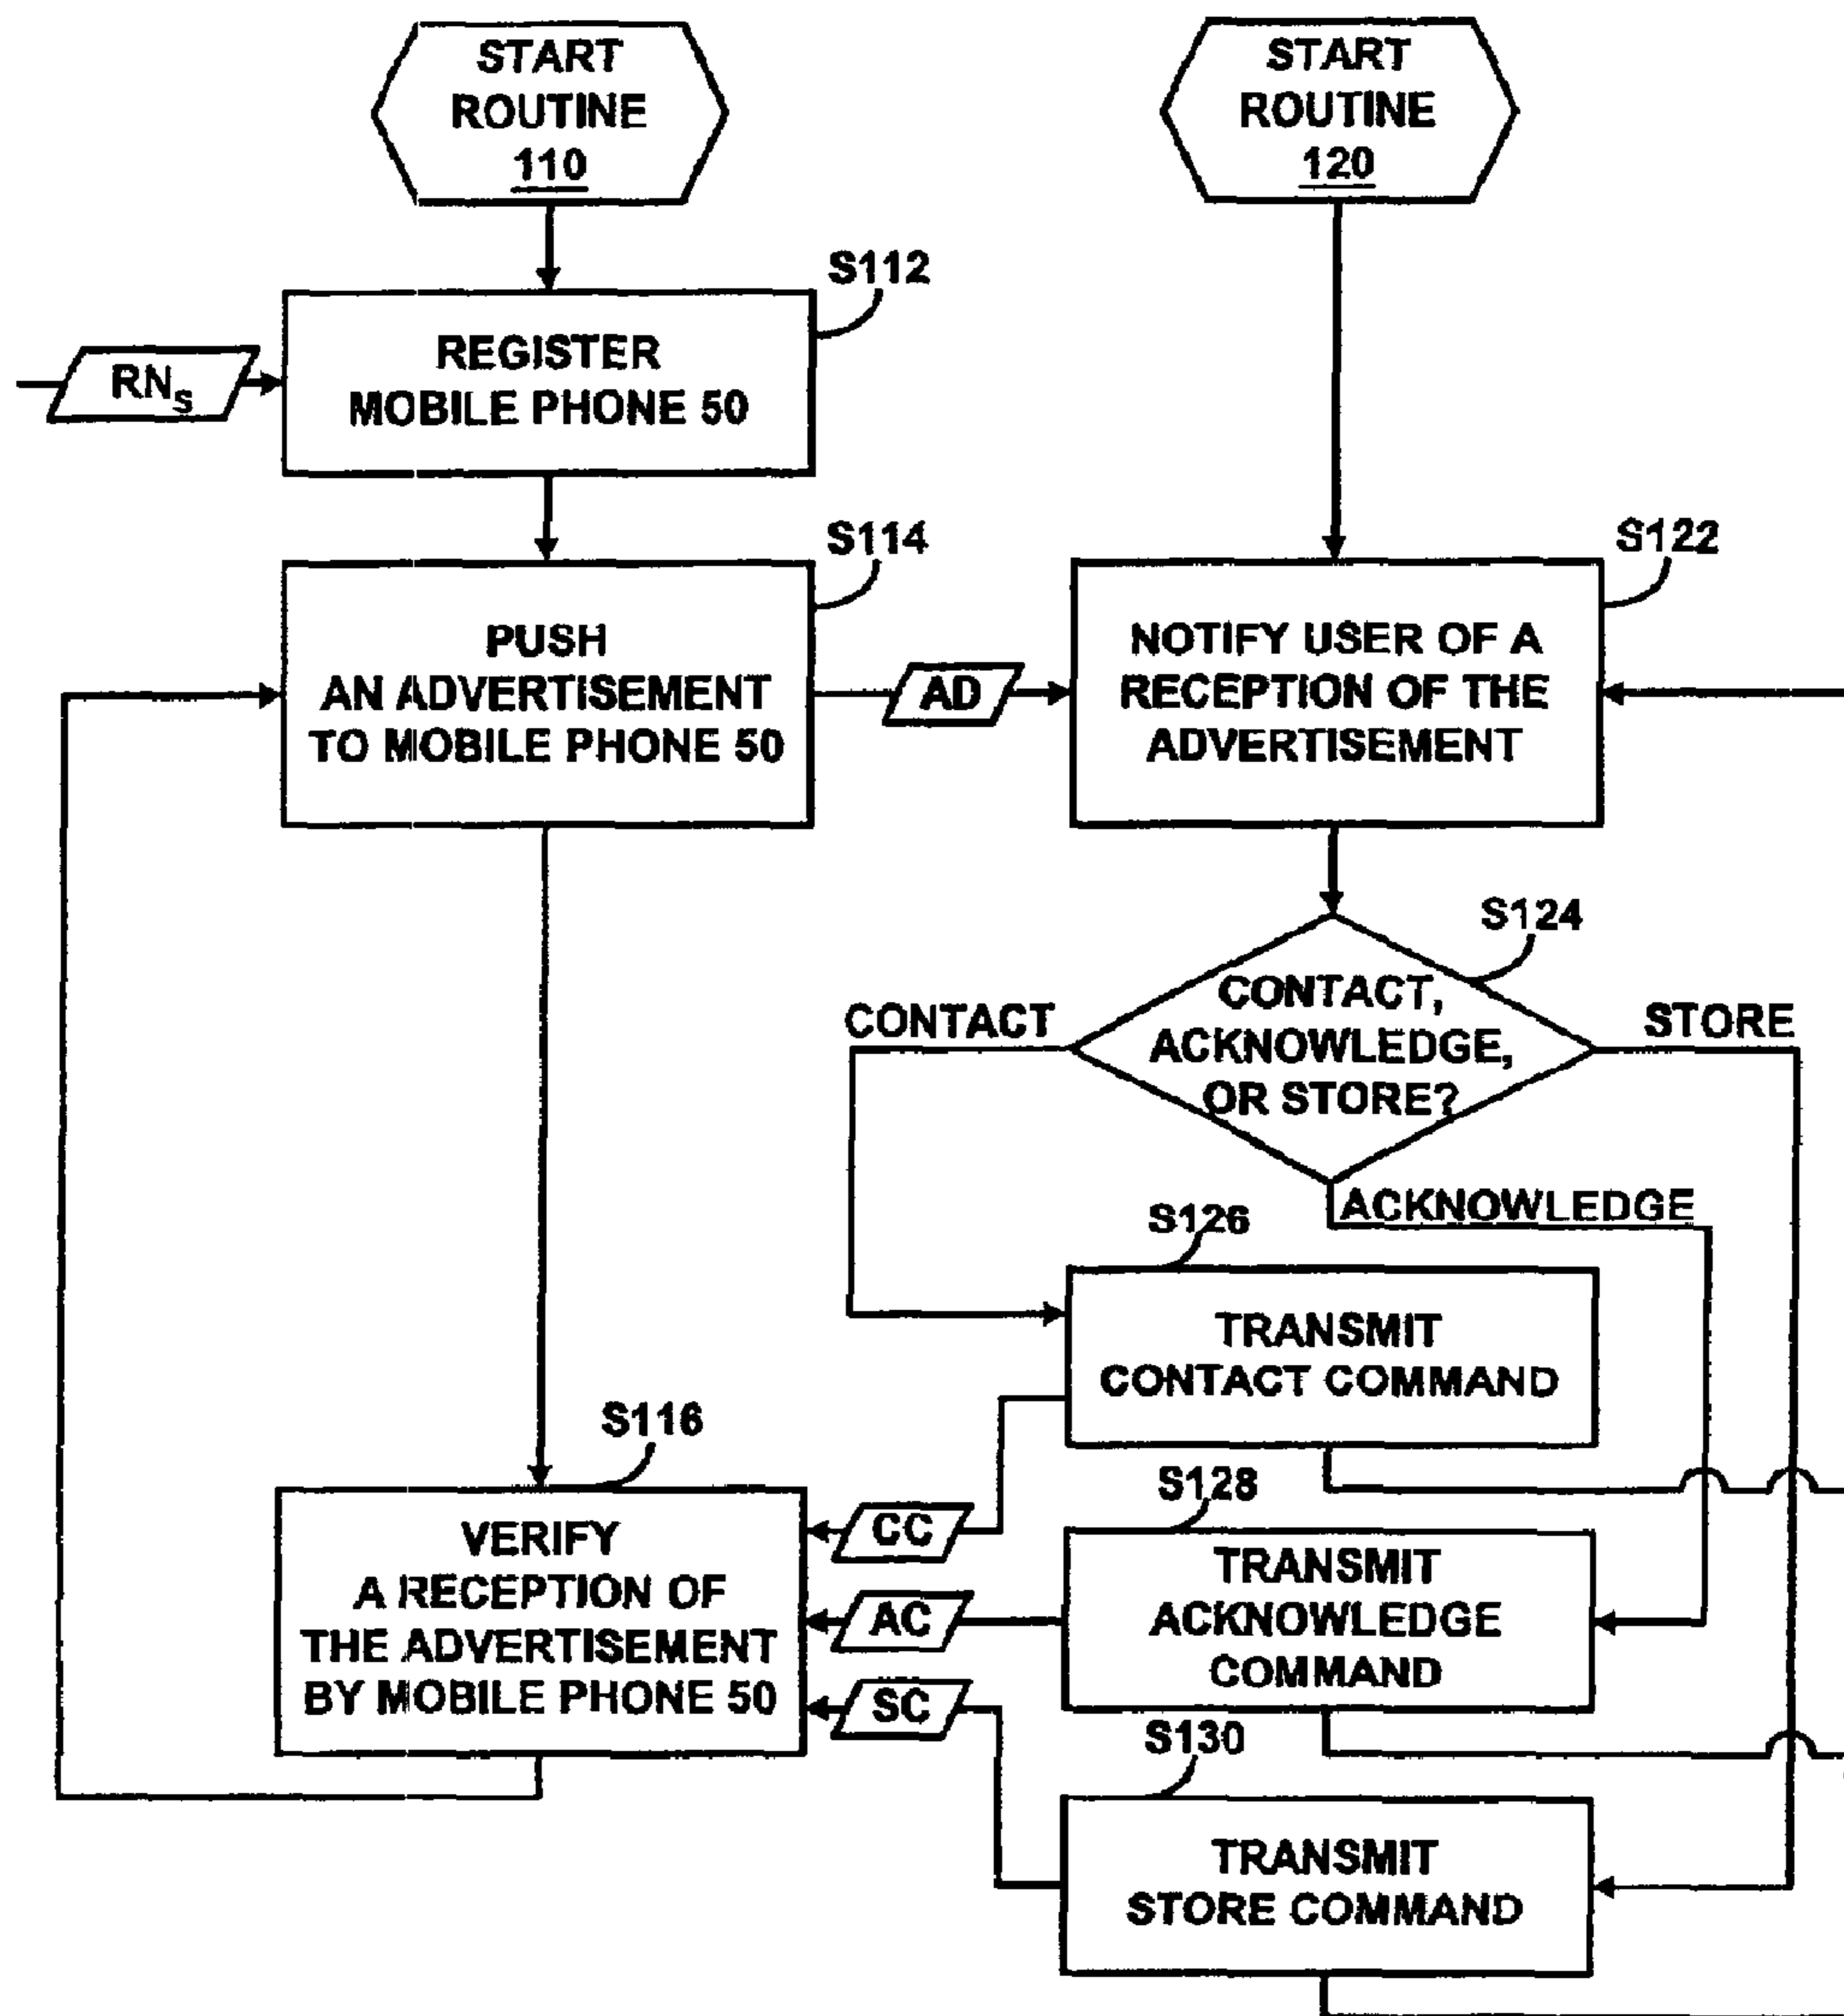 START
ROUTINE
110
START
ROUTINE
120
S112
REGISTER
MOBILE PHONE 50
RNS
S114
PUSH
AN ADVERTISEMENT
TO MOBILE PHONE 50
AD
S122
NOTIFY USER OF A
RECEPTION OF THE
ADVERTISEMENT
S124
CONTACT,
ACKNOWLEDGE,
OR STORE?
CONTACT
STORE
ACKNOWLEDGE
S126
TRANSMIT
CONTACT COMMAND
S116
VERIFY
A RECEPTION OF
THE ADVERTISEMENT
BY MOBILE PHONE 50
CC
AC
SC
S128
TRANSMIT
ACKNOWLEDGE
COMMAND
S130
TRANSMIT
STORE COMMAND